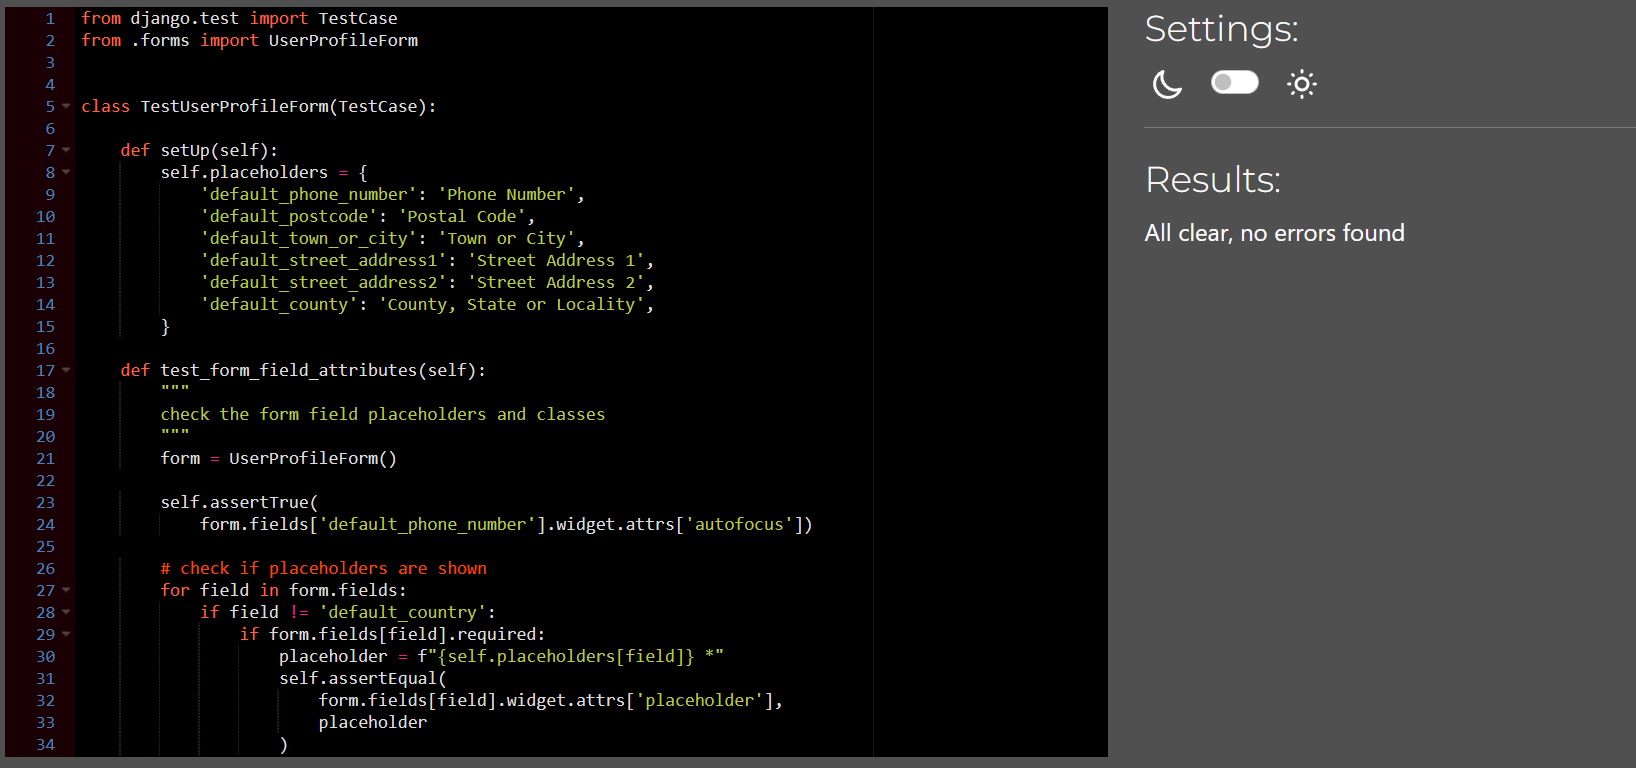 1 from django.test import TestCase
2 from .forms import UserProfileForm
3
4
5 class TestUserProfileForm(TestCase):
6
7     def setUp(self):
8         self.placeholders = {
9             'default_phone_number': 'Phone Number',
10             'default_postcode': 'Postal Code',
11             'default_town_or_city': 'Town or City',
12             'default_street_address1': 'Street Address 1',
13             'default_street_address2': 'Street Address 2',
14             'default_county': 'County, State or Locality',
15         }
16
17     def test_form_field_attributes(self):
18         """
19         check the form field placeholders and classes
20         """
21         form = UserProfileForm()
22
23         self.assertTrue(
24             form.fields['default_phone_number'].widget.attrs['autofocus'])
25
26         # check if placeholders are shown
27         for field in form.fields:
28             if field != 'default_country':
29                 if form.fields[field].required:
30                     placeholder = f"{self.placeholders[field]} *"
31                     self.assertEqual(
32                         form.fields[field].widget.attrs['placeholder'],
33                         placeholder
34                     )
Settings:
Results:
All clear, no errors found